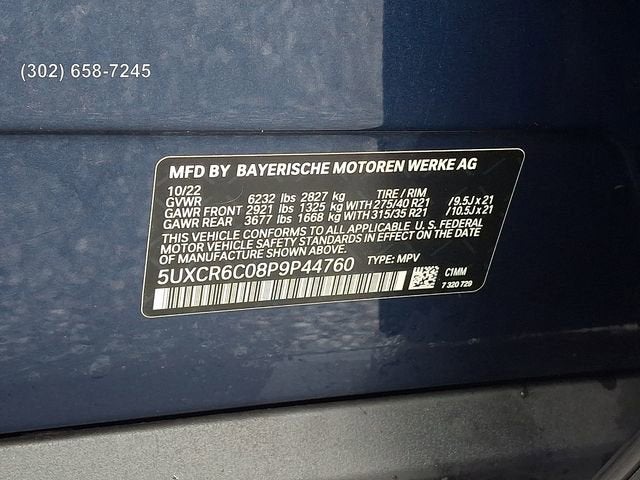 (302) 658-7245
MFD BY BAYERISCHE MOTOREN WERKE AG
10/22
GVWR 6232 lbs 2827 kg TIRE / RIM
GAWR FRONT 2921 lbs 1325 kg WITH 275/40 R21 /9.5J x 21
GAWR REAR 3677 lbs 1668 kg WITH 315/35 R21 /10.5J x 21
THIS VEHICLE CONFORMS TO ALL APPLICABLE U.S. FEDERAL
MOTOR VEHICLE SAFETY STANDARDS IN EFFECT ON THE DATE
OF MANUFACTURE SHOWN ABOVE.
5UXCR6C08P9P44760 TYPE: MPV
C1MM
7 320 729